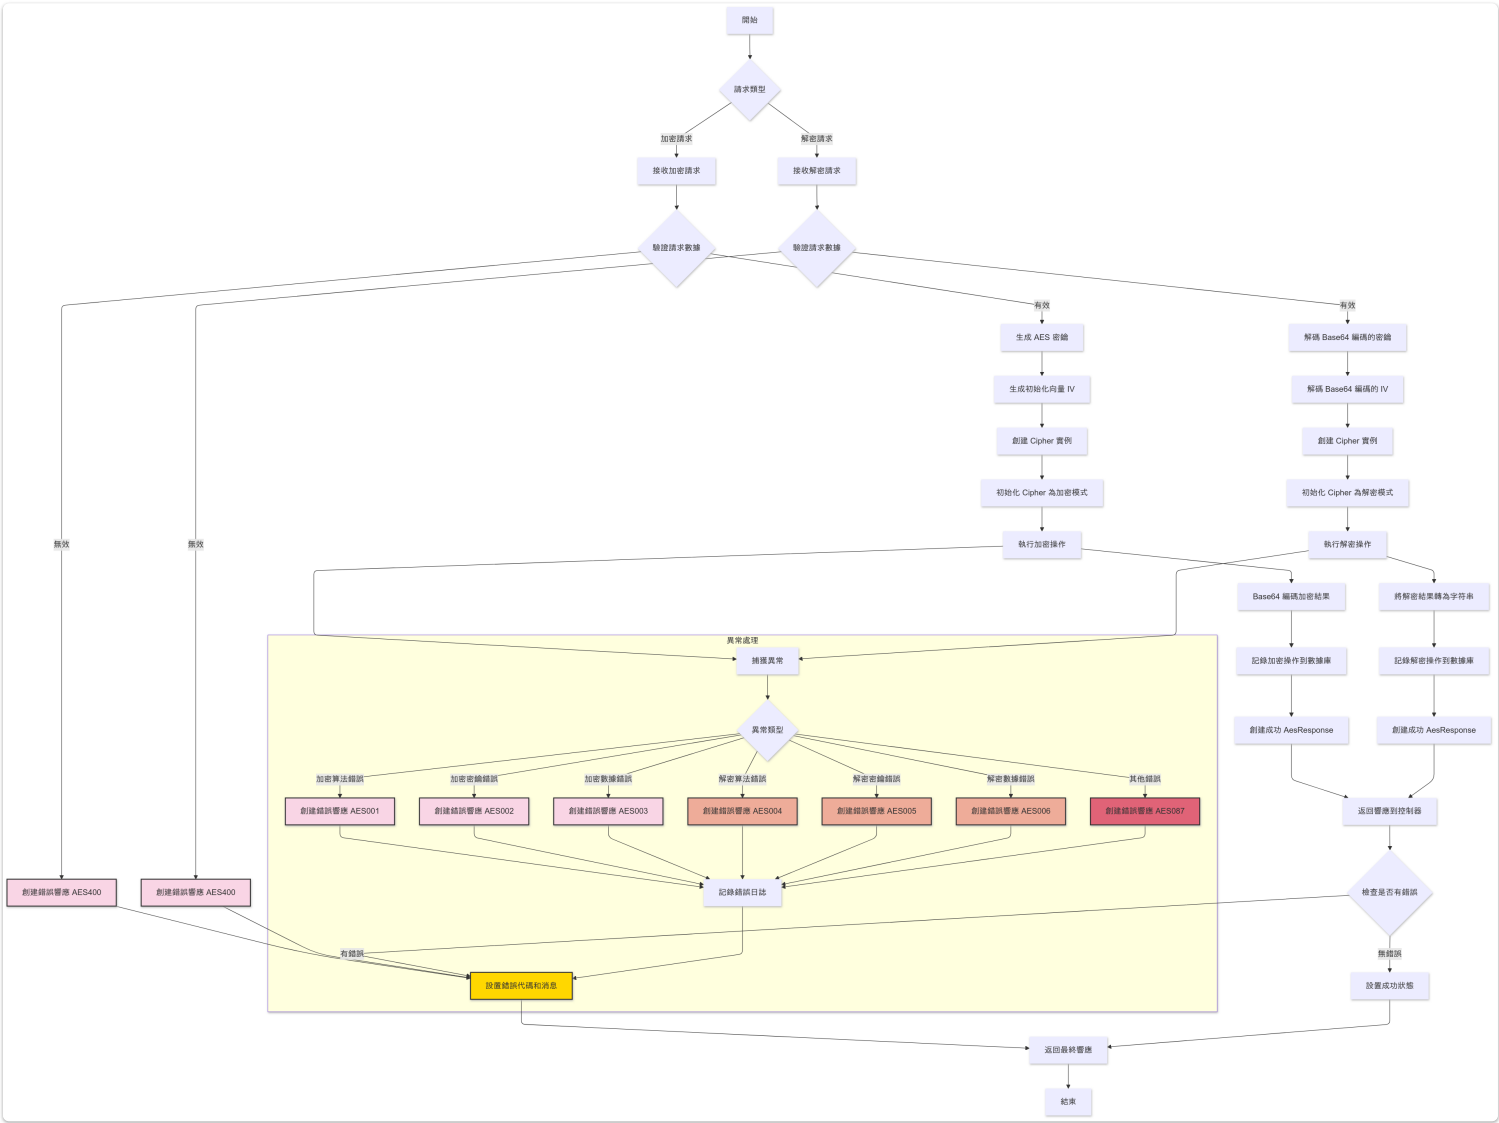 開始
請求類型
加密請求
解密請求
接收加密請求
接收解密請求
驗證請求數據
驗證請求數據
有效
有效
生成 AES 密鑰
解碼 Base64 編碼的密鑰
生成初始化向量 IV
解碼 Base64 編碼的 IV
創建 Cipher 實例
創建 Cipher 實例
初始化 Cipher 為加密模式
初始化 Cipher 為解密模式
無效
無效
執行加密操作
執行解密操作
Base64 編碼加密結果
將解密結果轉為字符串
異常處理
捕獲異常
記錄加密操作到數據庫
記錄解密操作到數據庫
異常類型
創建成功 AesResponse
創建成功 AesResponse
加密算法錯誤
加密密鑰錯誤
加密數據錯誤
解密算法錯誤
解密密鑰錯誤
解密數據錯誤
其他錯誤
創建錯誤響應 AES001
創建錯誤響應 AES002
創建錯誤響應 AES003
創建錯誤響應 AES004
創建錯誤響應 AES005
創建錯誤響應 AES006
創建錯誤響應 AES087
返回響應到控制器
創建錯誤響應 AES400
創建錯誤響應 AES400
記錄錯誤日誌
檢查是否有錯誤
有錯誤
無錯誤
設置錯誤代碼和消息
設置成功狀態
返回最終響應
結束